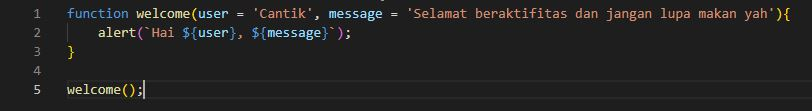 1 function welcome(user = 'Cantik', message = 'Selamat beraktifitas dan jangan lupa makan yah'){
2     alert(`Hai ${user}, ${message}`);
3 }
4
5 welcome();